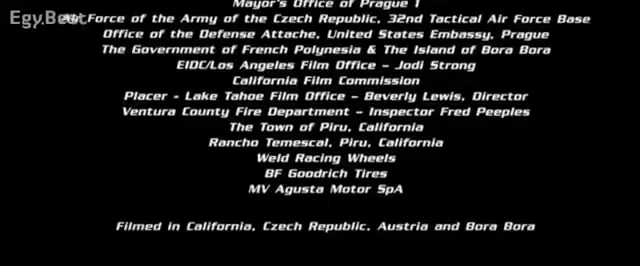 Mayor's Office of Prague 1
EgyBest
Air Force of the Army of the Czech Republic, 32nd Tactical Air Force Base
Office of the Defense Attache, United States Embassy, Prague
The Government of French Polynesia & The Island of Bora Bora
EIDC/Los Angeles Film Office – Jodi Strong
California Film Commission
Placer - Lake Tahoe Film Office – Beverly Lewis, Director
Ventura County Fire Department – Inspector Fred Peeples
The Town of Piru, California
Rancho Temescal, Piru, California
Weld Racing Wheels
BF Goodrich Tires
MV Agusta Motor SpA
Filmed in California, Czech Republic, Austria and Bora Bora